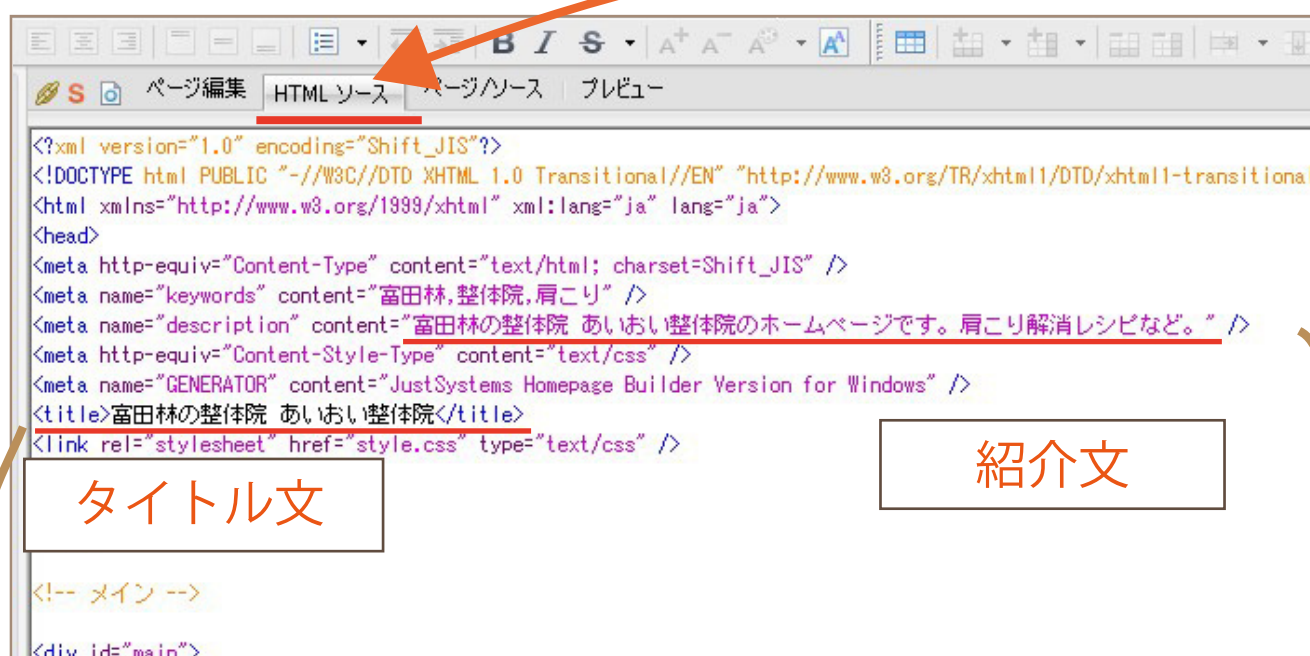 B I S A+ A- A A
S ページ編集 HTML ソース ページ/ソース プレビュー
<?xml version="1.0" encoding="Shift_JIS"?>
<!DOCTYPE html PUBLIC "-//W3C//DTD XHTML 1.0 Transitional//EN" "http://www.w3.org/TR/xhtml1/DTD/xhtml1-transitional
<html xmlns="http://www.w3.org/1999/xhtml" xml:lang="ja" lang="ja">
<head>
<meta http-equiv="Content-Type" content="text/html; charset=Shift_JIS" />
<meta name="keywords" content="富田林,整体院,肩こり" />
<meta name="description" content="富田林の整体院 あいおい整体院のホームページです。肩こり解消レシピなど。" />
<meta http-equiv="Content-Style-Type" content="text/css" />
<meta name="GENERATOR" content="JustSystems Homepage Builder Version for Windows" />
<title>富田林の整体院 あいおい整体院</title>
<link rel="stylesheet" href="style.css" type="text/css" />
タイトル文
紹介文
<!-- メイン -->
<div id="main">